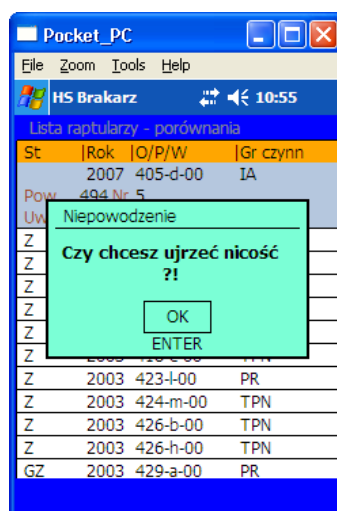 Pocket_PC
File Zoom Tools Help
HS Brakarz 10:55
Lista raptularzy - porównania
St |Rok |O/P/W |Gr czynn
2007 405-d-00 IA
Pow 494 Nr 5
Uw
Niepowodzenie
Czy chcesz ujrzeć nicość
?!
OK
ENTER
Z
Z
Z
Z
Z
Z
Z 2003 423-l-00 PR
Z 2003 424-m-00 TPN
Z 2003 426-b-00 TPN
Z 2003 426-h-00 TPN
GZ 2003 429-a-00 PR